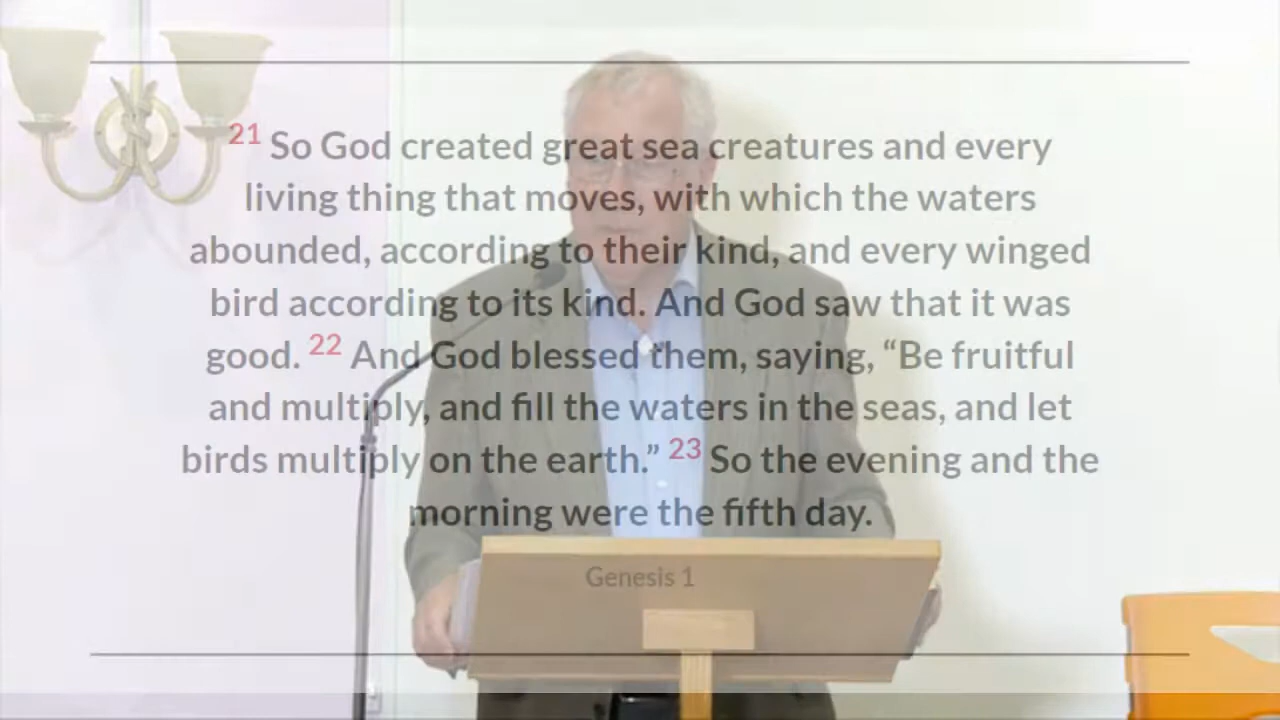 21 So God created great sea creatures and every
living thing that moves, with which the waters
abounded, according to their kind, and every winged
bird according to its kind. And God saw that it was
good. 22 And God blessed them, saying, “Be fruitful
and multiply, and fill the waters in the seas, and let
birds multiply on the earth.” 23 So the evening and the
morning were the fifth day.
Genesis 1